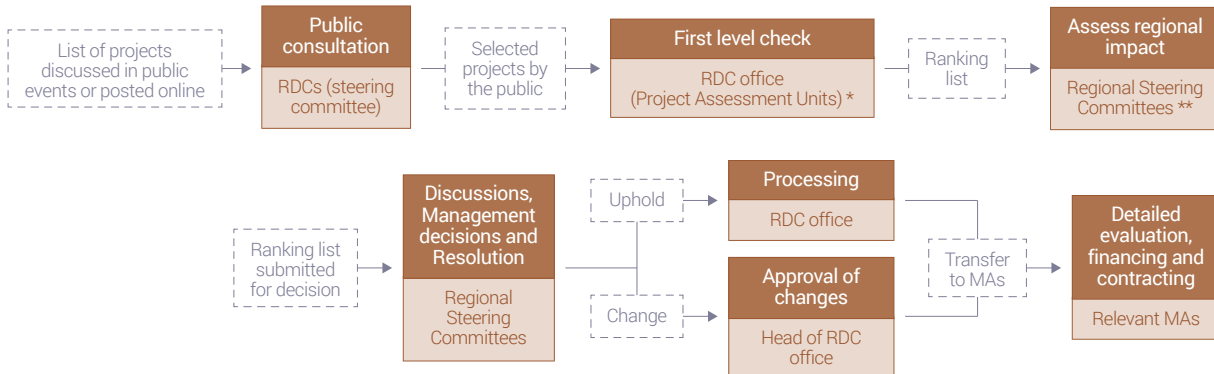 List of projects
discussed in public
events or posted online
Public
consultation
RDCs (steering
committee)
Selected
projects by
the public
First level check
RDC office
(Project Assessment Units) *
Ranking
list
Assess regional
impact
Regional Steering
Committees **
Ranking list
submitted
for decision
Discussions,
Management
decisions and
Resolution
Regional
Steering
Committees
Uphold
Processing
RDC office
Change
Approval of
changes
Head of RDC
office
Transfer
to MAs
Detailed
evaluation,
financing and
contracting
Relevant MAs